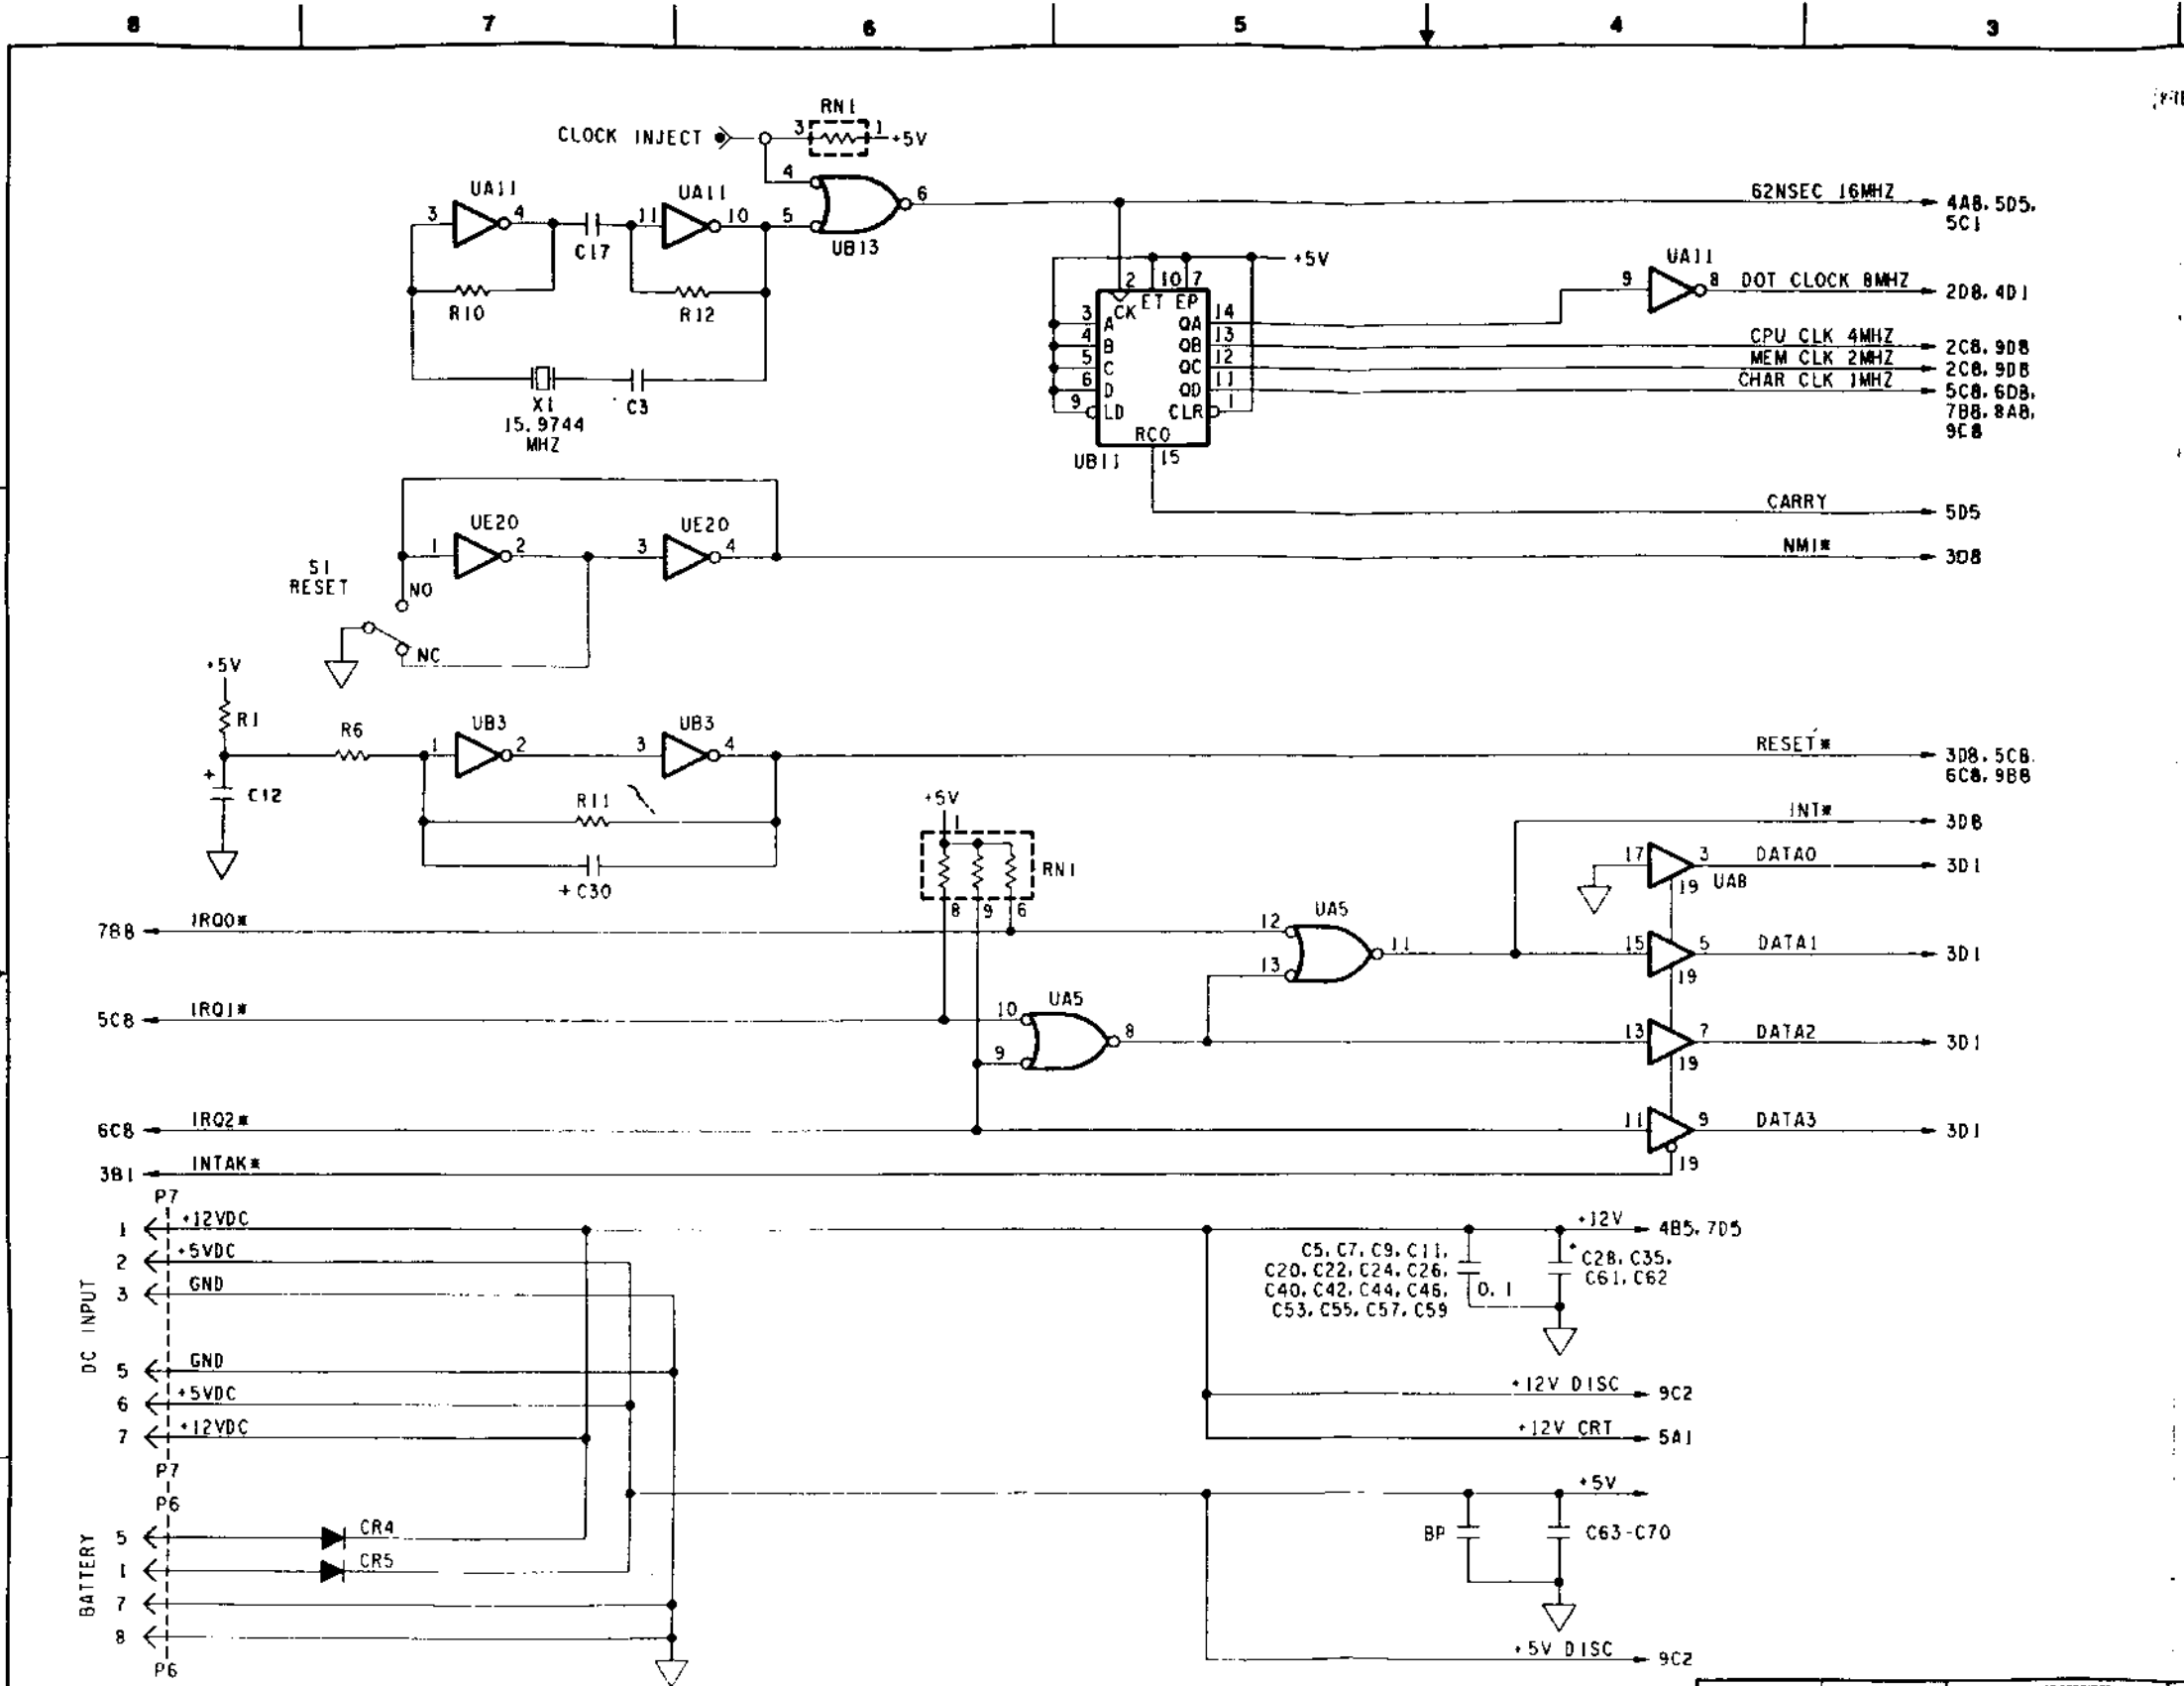 8 7 6 5 4 3
RN1
CLOCK INJECT 3 1 +5V
4
UA11 UA11 6 62NSEC 16MHZ 4A8, 5D5,
3 4 11 10 5 5C1
C17 UB13
+5V UA11
2 10 7 9 8 DOT CLOCK 8MHZ 2D8, 4D1
R10 R12 CK ET EP
3 A QA 14
4 B QB 13 CPU CLK 4MHZ 2C8, 9D8
5 C QC 12 MEM CLK 2MHZ 2C8, 9D8
6 D QD 11 CHAR CLK 1MHZ 5C8, 6D8,
X1 C3 9 LD CLR 1 7B8, 8A8,
15.9744 RCO 9C8
MHZ UB11 15
CARRY 5D5
UE20 UE20
1 2 3 4 NMI* 3D8
S1
RESET NO
NC
+5V
R1 R6 UB3 UB3
1 2 3 4 RESET* 3D8, 5C8,
6C8, 9B8
+ C12 R11 +5V
1 INT* 3D8
17 3 DATA0 3D1
+ C30 RN1 19 UA8
8 9 6
7B8 IRQ0* 12 UA5
13 11 15 5 DATA1 3D1
19
5C8 IRQ1* 10 UA5
9 8 13 7 DATA2 3D1
19
6C8 IRQ2* 11 9 DATA3 3D1
3B1 INTAK* 19
P7
1 +12VDC +12V 4B5, 7D5
2 +5VDC C5, C7, C9, C11, + C28, C35,
C20, C22, C24, C26, C61, C62
3 GND C40, C42, C44, C46, 0.1
C53, C55, C57, C59
DC INPUT
5 GND
6 +5VDC +12V DISC 9C2
7 +12VDC +12V CRT 5A1
P7
P6 +5V
5 CR4 BP C63-C70
1 CR5
BATTERY
7
8
P6 +5V DISC 9C2